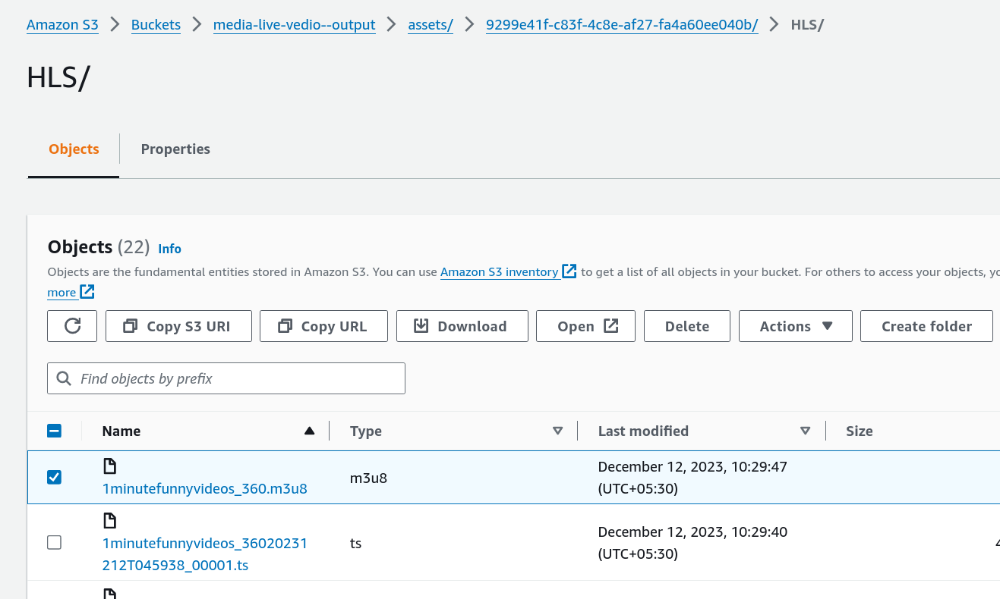 Amazon S3 > Buckets > media-live-vedio--output > assets/ > 9299e41f-c83f-4c8e-af27-fa4a60ee040b/ > HLS/
HLS/
Objects Properties
Objects (22) Info
Objects are the fundamental entities stored in Amazon S3. You can use Amazon S3 inventory to get a list of all objects in your bucket. For others to access your objects,
more
Copy S3 URI Copy URL Download Open Delete Actions Create folder
Find objects by prefix
Name Type Last modified Size
1minutefunnyvideos_360.m3u8 m3u8 December 12, 2023, 10:29:47
(UTC+05:30)
1minutefunnyvideos_36020231
212T045938_00001.ts ts December 12, 2023, 10:29:40
(UTC+05:30)